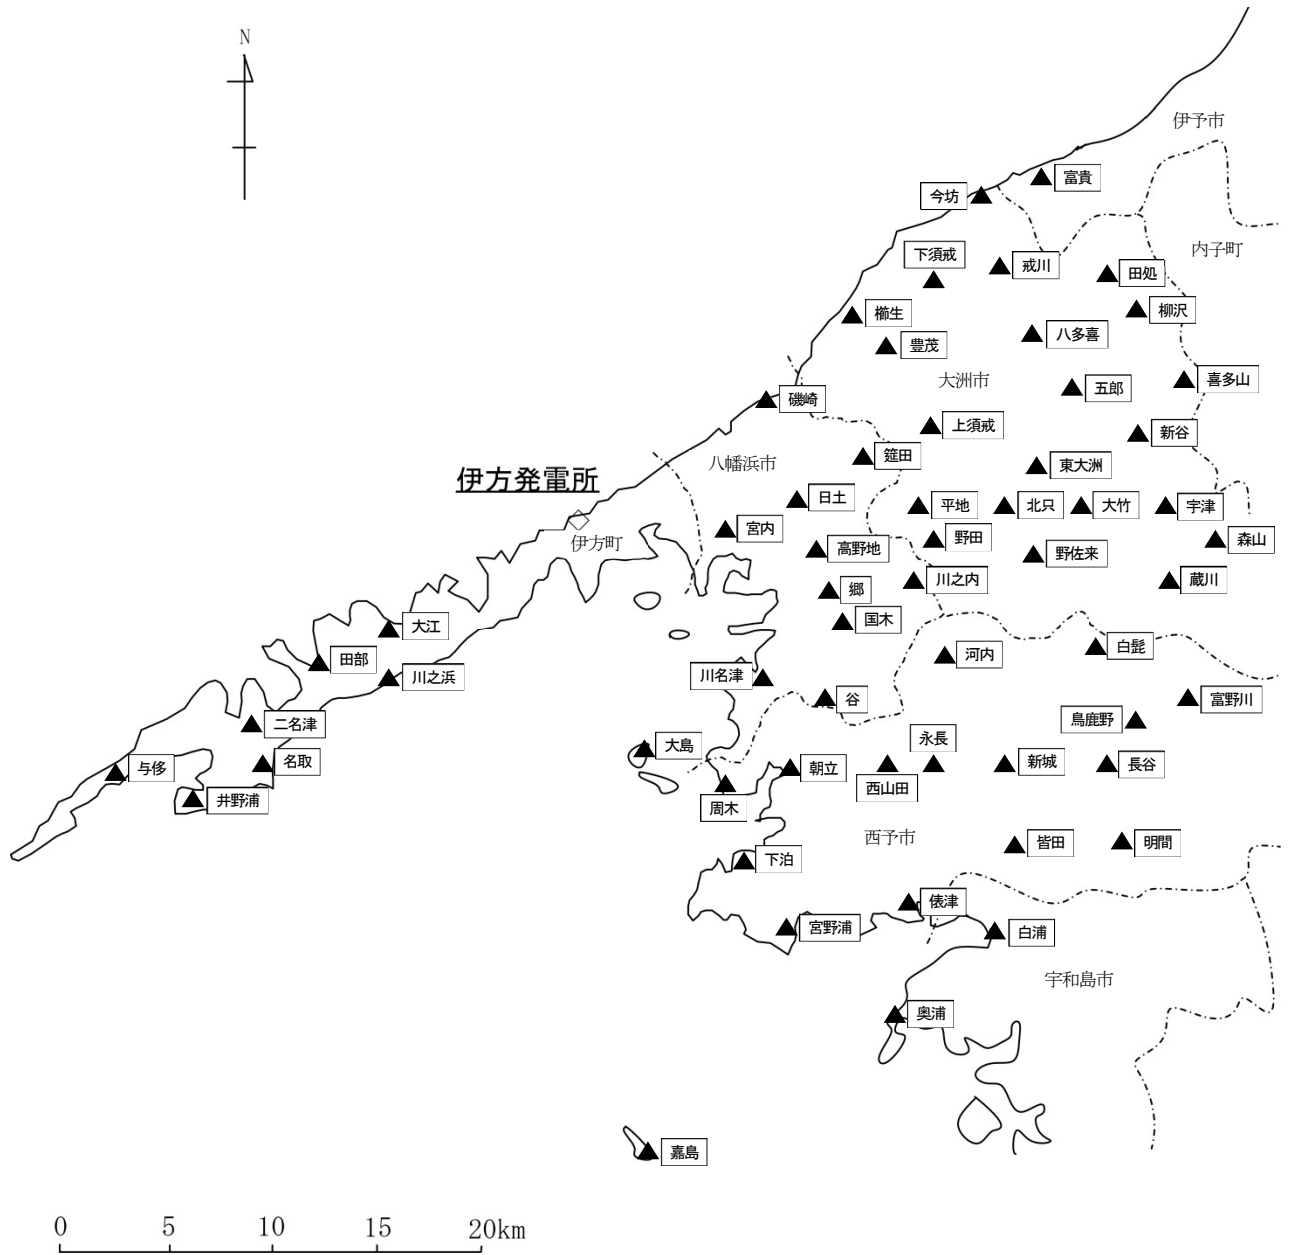 N
伊予市
富貴
今坊
内子町
下須戒
戒川
田処
櫛生
柳沢
豊茂
八多喜
大洲市
喜多山
五郎
磯崎
上須戒
新谷
筵田
八幡浜市
東大洲
伊方発電所
日土
平地
北只
大竹
宇津
宮内
伊方町
高野地
野田
野佐来
森山
川之内
蔵川
郷
国木
大江
田部
川之浜
河内
白髭
川名津
谷
富野川
鳥鹿野
二名津
大島
永長
与侈
名取
朝立
新城
長谷
西山田
井野浦
周木
西予市
皆田
明間
下泊
俵津
宮野浦
白浦
宇和島市
奥浦
嘉島
0 5 10 15 20km